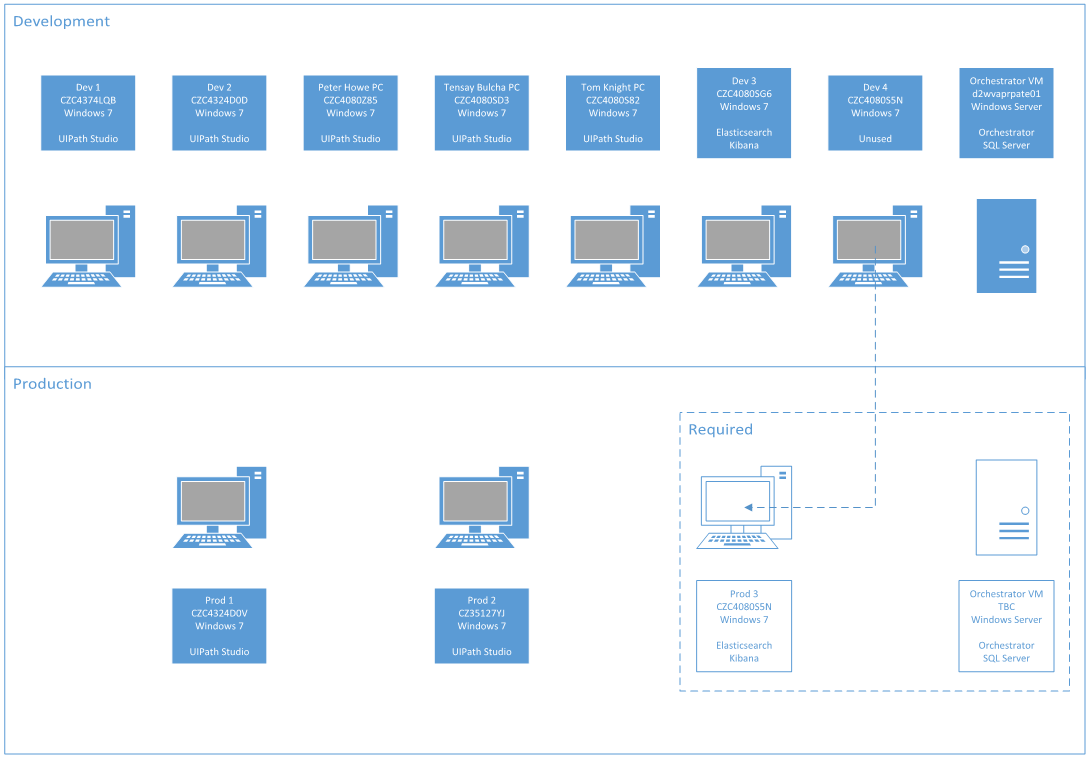 Development
Dev 1
CZC4374LQB
Windows 7
UIPath Studio
Dev 2
CZC4324D0D
Windows 7
UIPath Studio
Peter Howe PC
CZC4080Z85
Windows 7
UIPath Studio
Tensay Bulcha PC
CZC4080SD3
Windows 7
UIPath Studio
Tom Knight PC
CZC4080S82
Windows 7
UIPath Studio
Dev 3
CZC4080SG6
Windows 7
Elasticsearch
Kibana
Dev 4
CZC4080S5N
Windows 7
Unused
Orchestrator VM
d2wvaprpate01
Windows Server
Orchestrator
SQL Server
Production
Required
Prod 1
CZC4324D0V
Windows 7
UIPath Studio
Prod 2
CZ35127YJ
Windows 7
UIPath Studio
Prod 3
CZC4080S5N
Windows 7
Elasticsearch
Kibana
Orchestrator VM
TBC
Windows Server
Orchestrator
SQL Server